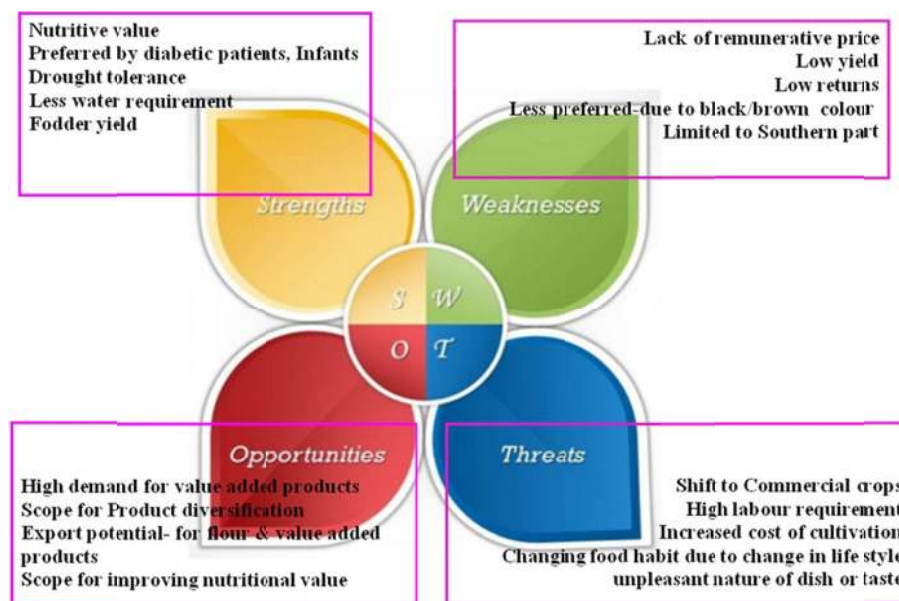 Nutritive value
Preferred by diabetic patients, Infants
Drought tolerance
Less water requirement
Fodder yield
Lack of remunerative price
Low yield
Low returns
Less preferred-due to black/brown colour
Limited to Southern part
Strengths
Weaknesses
S W
O T
Opportunities
Threats
High demand for value added products
Scope for Product diversification
Export potential- for flour & value added
products
Scope for improving nutritional value
Shift to Commercial crops
High labour requirement
Increased cost of cultivation
Changing food habit due to change in life style
unpleasant nature of dish or taste